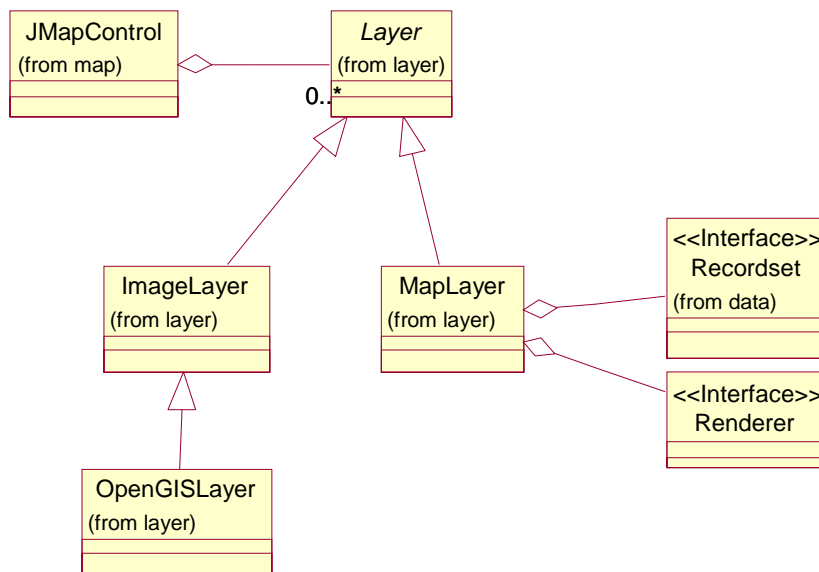 JMapControl
(from map)
Layer
(from layer)
0..*
ImageLayer
(from layer)
MapLayer
(from layer)
<<Interface>>
Recordset
(from data)
<<Interface>>
Renderer
OpenGISLayer
(from layer)